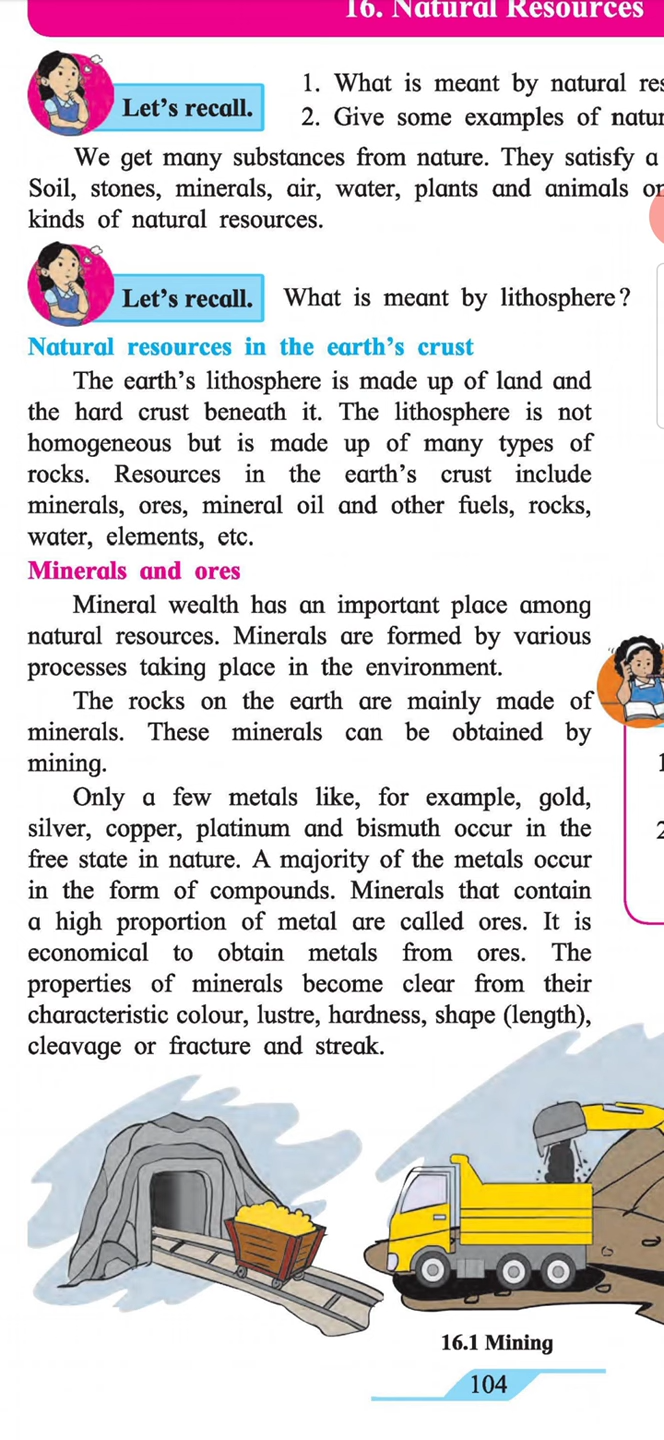 16. Natural Resources
Let's recall.
1. What is meant by natural
2. Give some examples of
We get many substances from nature. They satisfy a
Soil, stones, minerals, air, water, plants and animals
kinds of natural resources.
Let's recall.
What is meant by lithosphere?
Natural resources in the earth's crust
The earth's lithosphere is made up of land and
the hard crust beneath it. The lithosphere is not
homogeneous but is made up of many types of
rocks. Resources in the earth's crust include
minerals, ores, mineral oil and other fuels, rocks,
water, elements, etc.
Minerals and ores
Mineral wealth has an important place among
natural resources. Minerals are formed by various
processes taking place in the environment.
The rocks on the earth are mainly made of
minerals. These minerals can be obtained by
mining.
Only a few metals like, for example, gold,
silver, copper, platinum and bismuth occur in the
free state in nature. A majority of the metals occur
in the form of compounds. Minerals that contain
a high proportion of metal are called ores. It is
economical to obtain metals from ores. The
properties of minerals become clear from their
characteristic colour, lustre, hardness, shape (length),
cleavage or fracture and streak.
16.1 Mining
104